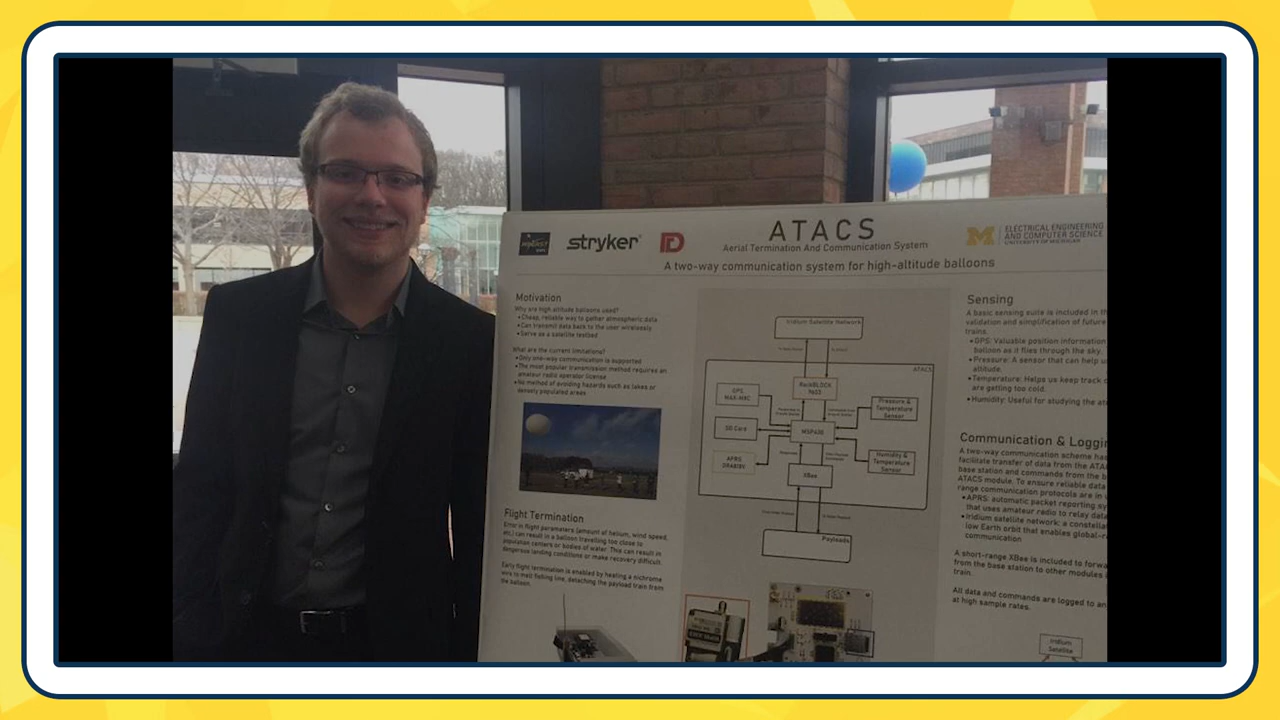 stryker
ATACS
Aerial Termination And Communication System
ELECTRICAL ENGINEERING
AND COMPUTER SCIENCE
UNIVERSITY OF MICHIGAN
A two-way communication system for high-altitude balloons
Motivation
Why are high altitude balloons used?
•Cheap, reliable way to gather atmospheric data
•Can transmit data back to the user wirelessly
•Serve as a satellite testbed
What are the current limitations?
•Only one-way communication is supported
•The most popular transmission method requires an
amateur radio operator license
•No method of avoiding hazards such as lakes or
densely populated areas
Flight Termination
Error in flight parameters (amount of helium, wind speed,
etc.) can result in a balloon travelling too close to
population centers or bodies of water. This can result in
dangerous landing conditions or make recovery difficult.
Early flight termination is enabled by heating a nichrome
wire to melt fishing line, detaching the payload train from
the balloon.
Iridium Satellite Network
ATACS
RockBLOCK
GPS
Pressure &
Temperature
Sensor
SD Card
MSP430
APRS
Humidity &
Temperature
Sensor
XBee
Payloads
Sensing
A basic sensing suite is included in th
validation and simplification of future
trains.
•GPS: Valuable position information
balloon as it flies through the sky.
•Pressure: A sensor that can help u
altitude.
•Temperature: Helps us keep track o
are getting too cold.
•Humidity: Useful for studying the at
Communication & Loggin
A two-way communication scheme has
facilitate transfer of data from the ATA
base station and commands from the b
ATACS module. To ensure reliable data
range communication protocols are in u
•APRS: automatic packet reporting sy
that uses amateur radio to relay data
•Iridium satellite network: a constella
low Earth orbit that enables global-r
communication
A short-range XBee is included to forwa
from the base station to other modules
train.
All data and commands are logged to an
at high sample rates.
Iridium
Satellite